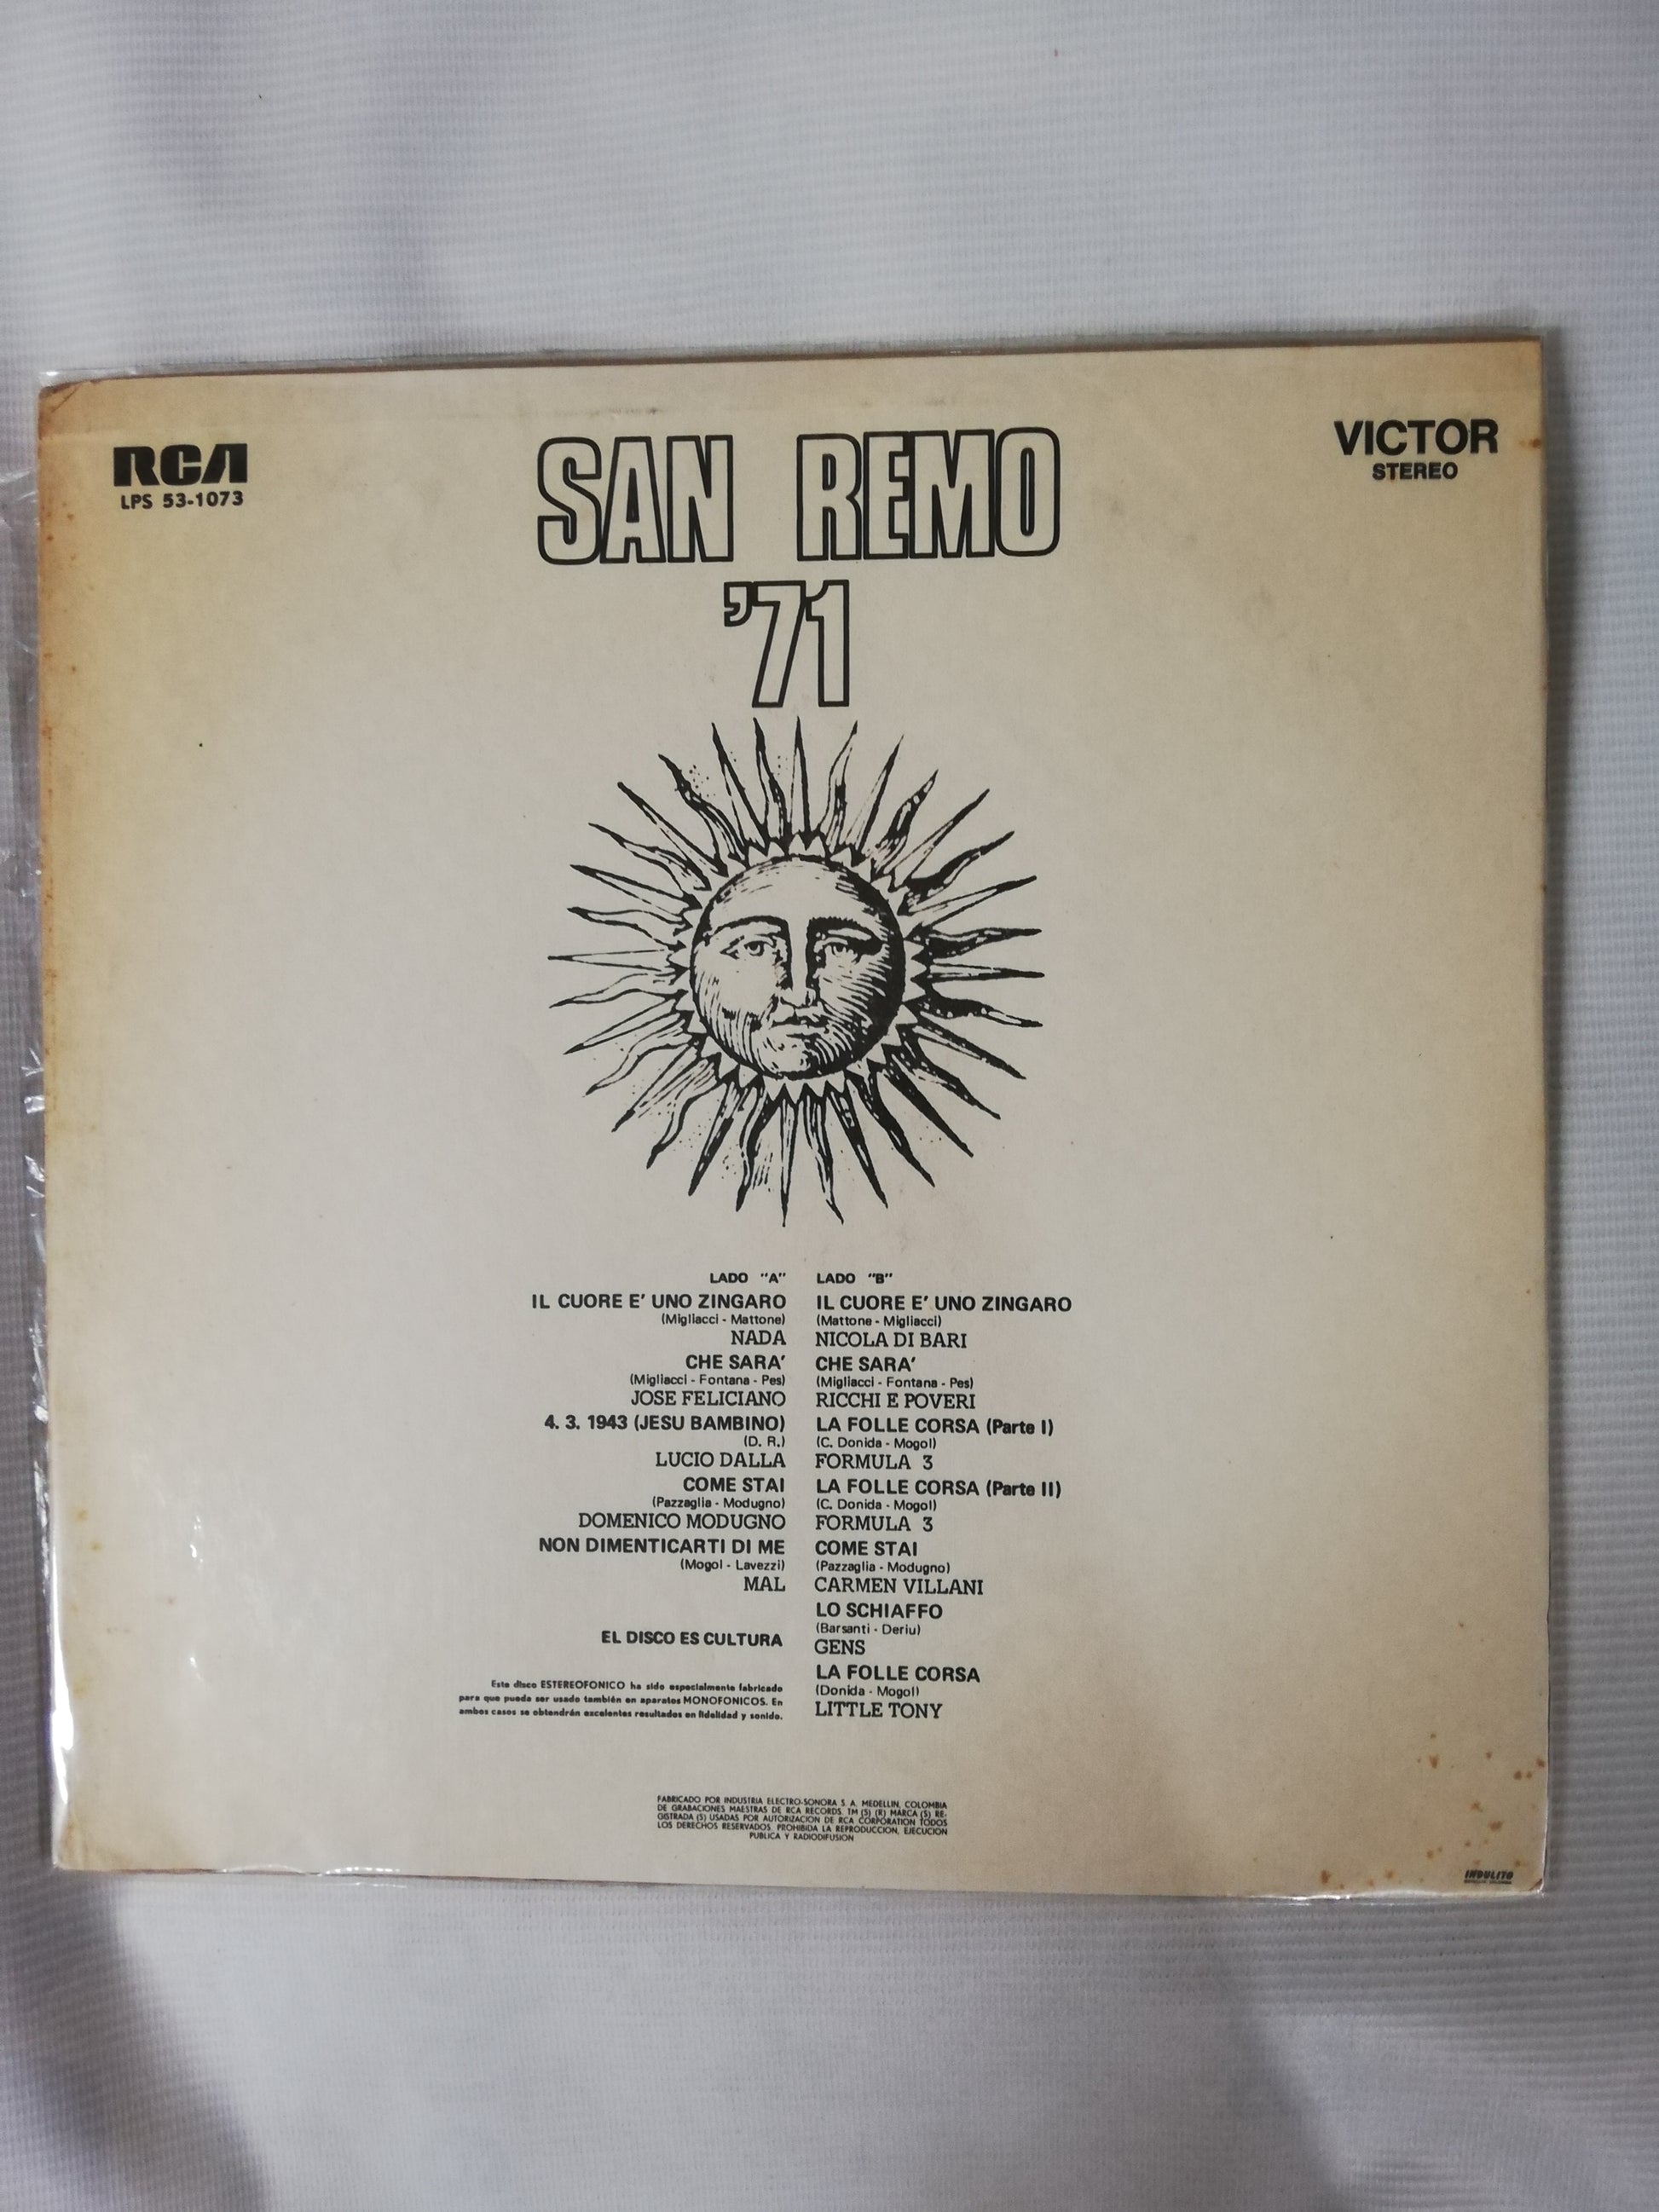 RCA
LPS 53-1073
SAN REMO
'71
VICTOR
STEREO
LADO "A"
IL CUORE E' UNO ZINGARO
(Migliacci - Mattone)
NADA
CHE SARA'
(Migliacci - Fontana - Pes)
JOSE FELICIANO
4. 3. 1943 (JESU BAMBINO)
(D. R.)
LUCIO DALLA
COME STAI
(Pazzaglia - Modugno)
DOMENICO MODUGNO
NON DIMENTICARTI DI ME
(Mogol - Lavezzi)
MAL
EL DISCO ES CULTURA
Este disco ESTEREOFONICO ha sido especialmente fabricado
para que pueda ser usado también en aparatos MONOFONICOS. En
ambos casos se obtendrán excelentes resultados en fidelidad y sonido.
LADO "B"
IL CUORE E' UNO ZINGARO
(Mattone - Migliacci)
NICOLA DI BARI
CHE SARA'
(Migliacci - Fontana - Pes)
RICCHI E POVERI
LA FOLLE CORSA (Parte I)
(C. Donida - Mogol)
FORMULA 3
LA FOLLE CORSA (Parte II)
(C. Donida - Mogol)
FORMULA 3
COME STAI
(Pazzaglia - Modugno)
CARMEN VILLANI
LO SCHIAFFO
(Barsanti - Deriu)
GENS
LA FOLLE CORSA
(Donida - Mogol)
LITTLE TONY
FABRICADO POR INDUSTRIA ELECTRO-SONORA S. A. MEDELLIN, COLOMBIA
DE GRABACIONES MAESTRAS DE RCA RECORDS. TM (S) (R) MARCA (S) RE-
GISTRADA (S) USADAS POR AUTORIZACION DE RCA CORPORATION TODOS
LOS DERECHOS RESERVADOS. PROHIBIDA LA REPRODUCCION, EJECUCION
PUBLICA Y RADIODIFUSION
INDULITO